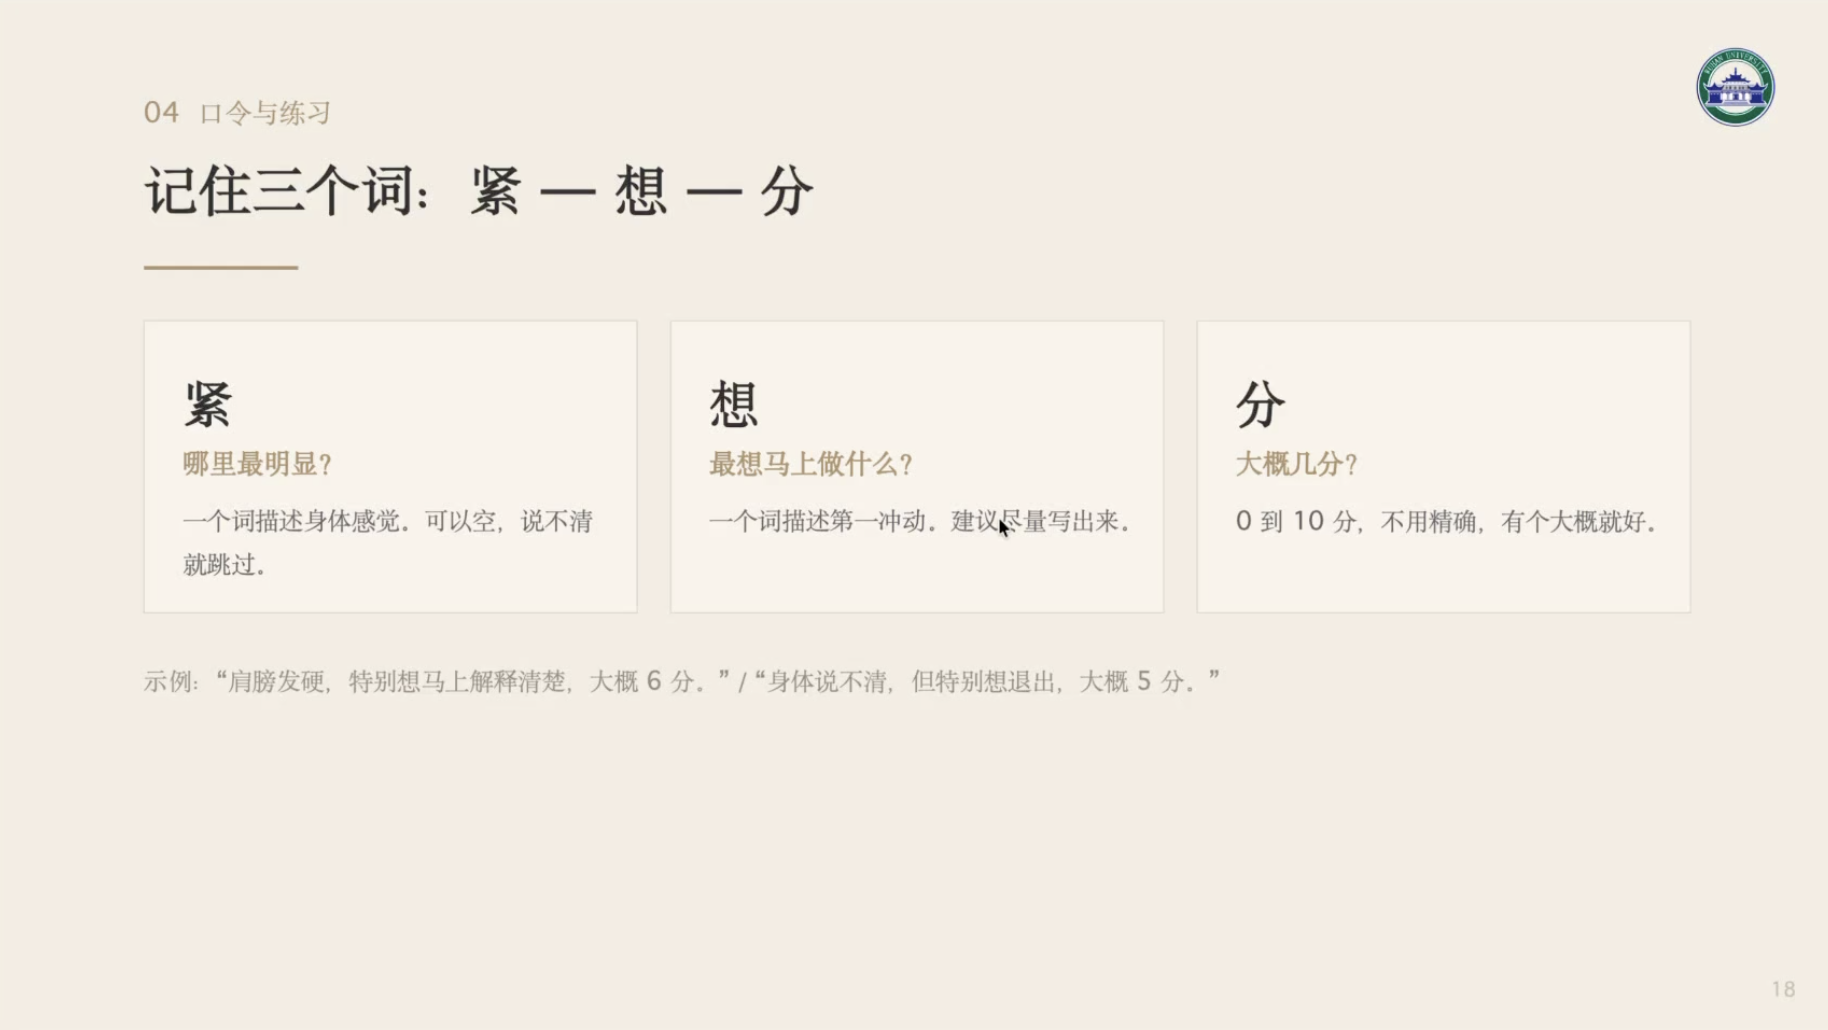 04 口令与练习
记住三个词：紧 — 想 — 分
紧
哪里最明显？
一个词描述身体感觉。可以空，说不清
就跳过。
想
最想马上做什么？
一个词描述第一冲动。建议尽量写出来。
分
大概几分？
0 到 10 分，不用精确，有个大概就好。
示例：“肩膀发硬，特别想马上解释清楚，大概 6 分。” / “身体说不清，但特别想退出，大概 5 分。”
18